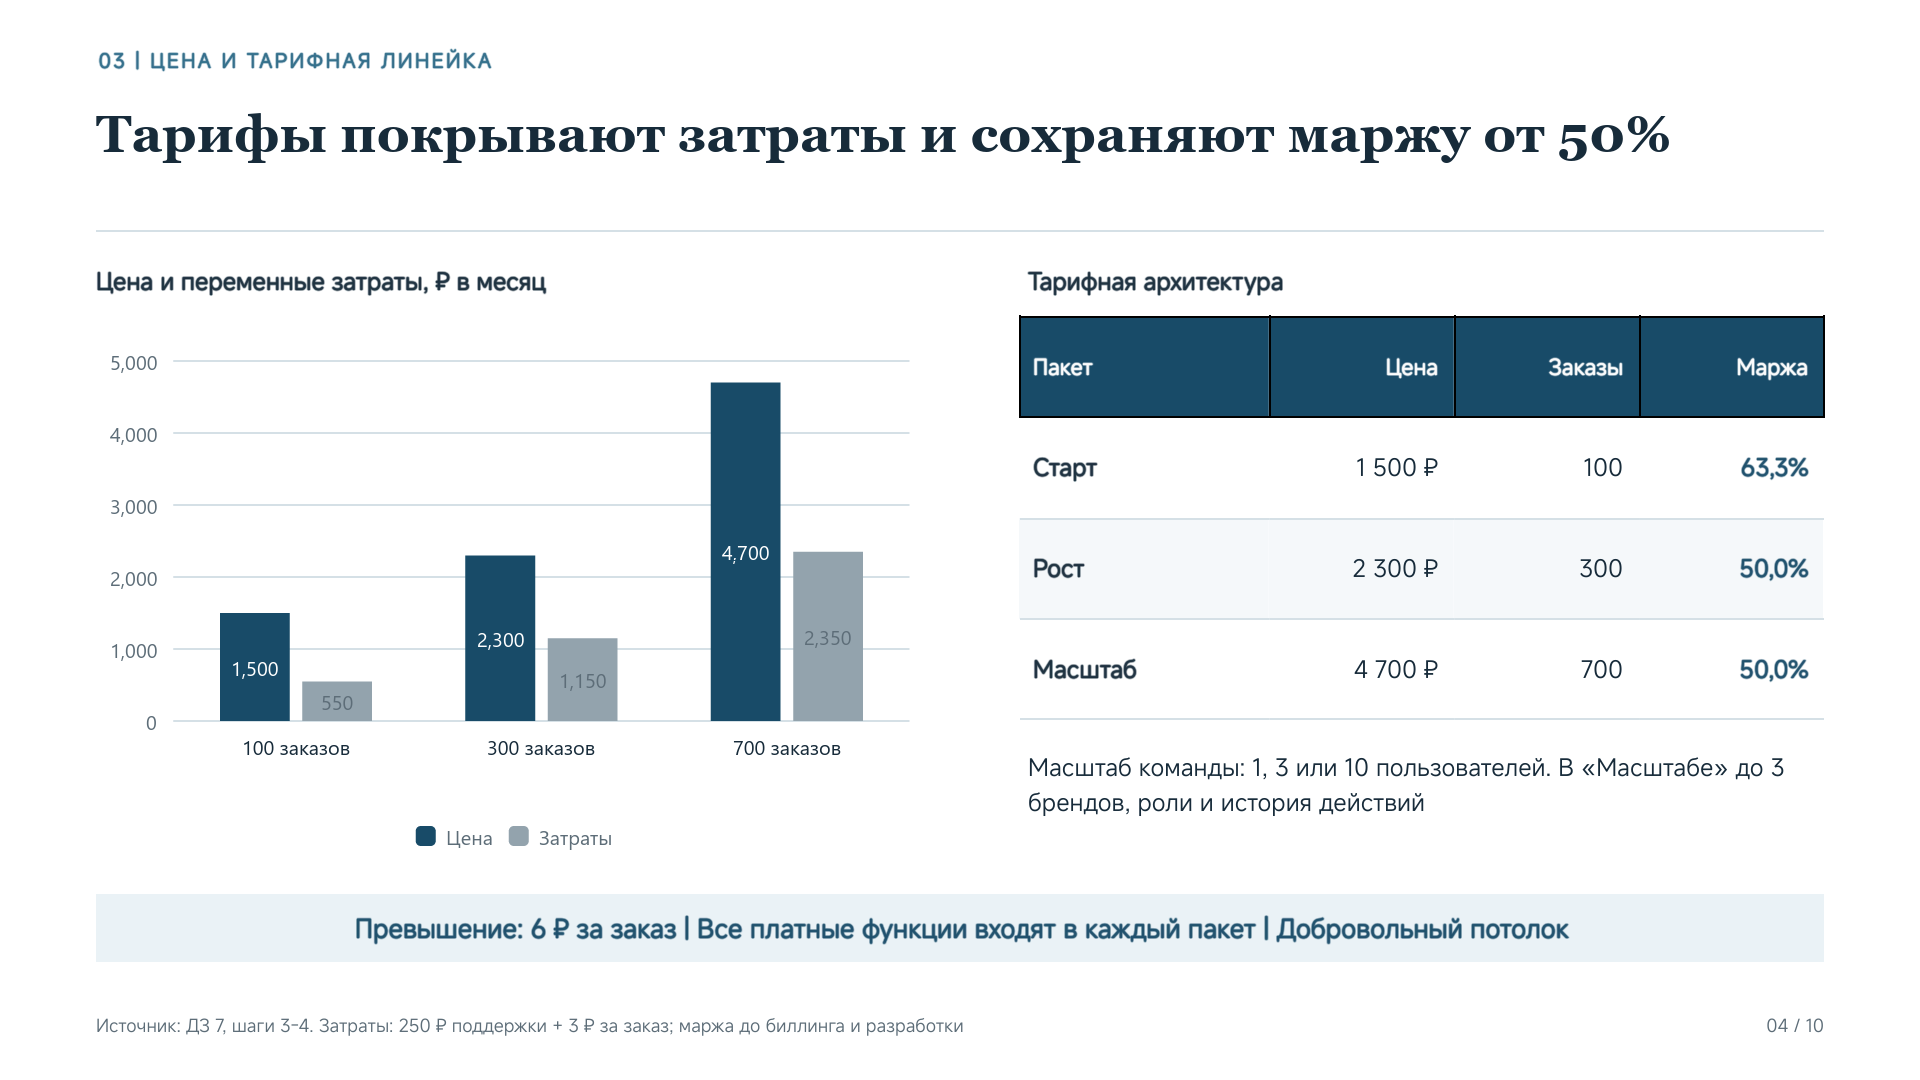 03 | ЦЕНА И ТАРИФНАЯ ЛИНЕЙКА
Тарифы покрывают затраты и сохраняют маржу от 50%
Цена и переменные затраты, ₽ в месяц
5,000
4,000
3,000
2,000
1,000
0
1,500
550
2,300
1,150
4,700
2,350
100 заказов
300 заказов
700 заказов
Цена
Затраты
Тарифная архитектура
Пакет Цена Заказы Маржа
Старт 1 500 ₽ 100 63,3%
Рост 2 300 ₽ 300 50,0%
Масштаб 4 700 ₽ 700 50,0%
Масштаб команды: 1, 3 или 10 пользователей. В «Масштабе» до 3
брендов, роли и история действий
Превышение: 6 ₽ за заказ | Все платные функции входят в каждый пакет | Добровольный потолок
Источник: ДЗ 7, шаги 3–4. Затраты: 250 ₽ поддержки + 3 ₽ за заказ; маржа до биллинга и разработки
04 / 10